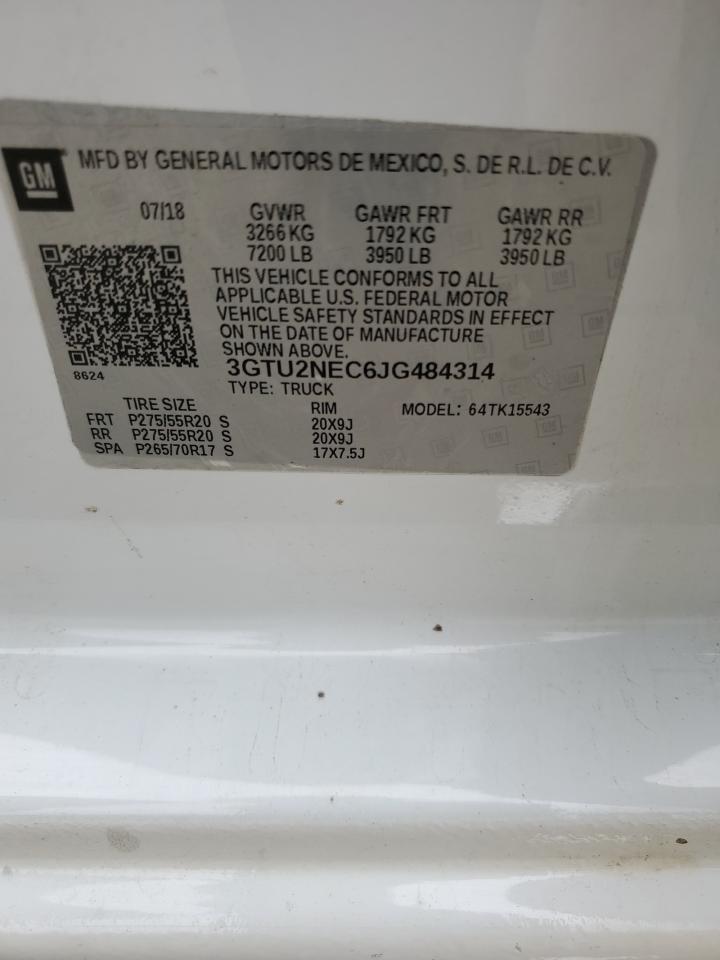 GM MFD BY GENERAL MOTORS DE MEXICO, S. DE R.L. DE C.V.
07/18 GVWR GAWR FRT GAWR RR
3266 KG 1792 KG 1792 KG
7200 LB 3950 LB 3950 LB
THIS VEHICLE CONFORMS TO ALL
APPLICABLE U.S. FEDERAL MOTOR
VEHICLE SAFETY STANDARDS IN EFFECT
ON THE DATE OF MANUFACTURE
SHOWN ABOVE.
8624 3GTU2NEC6JG484314
TYPE: TRUCK
TIRE SIZE RIM MODEL: 64TK15543
FRT P275/55R20 S 20X9J
RR P275/55R20 S 20X9J
SPA P265/70R17 S 17X7.5J